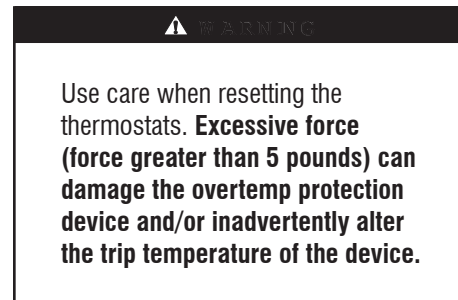 ⚠ WARNING
Use care when resetting the
thermostats. Excessive force
(force greater than 5 pounds) can
damage the overtemp protection
device and/or inadvertently alter
the trip temperature of the device.